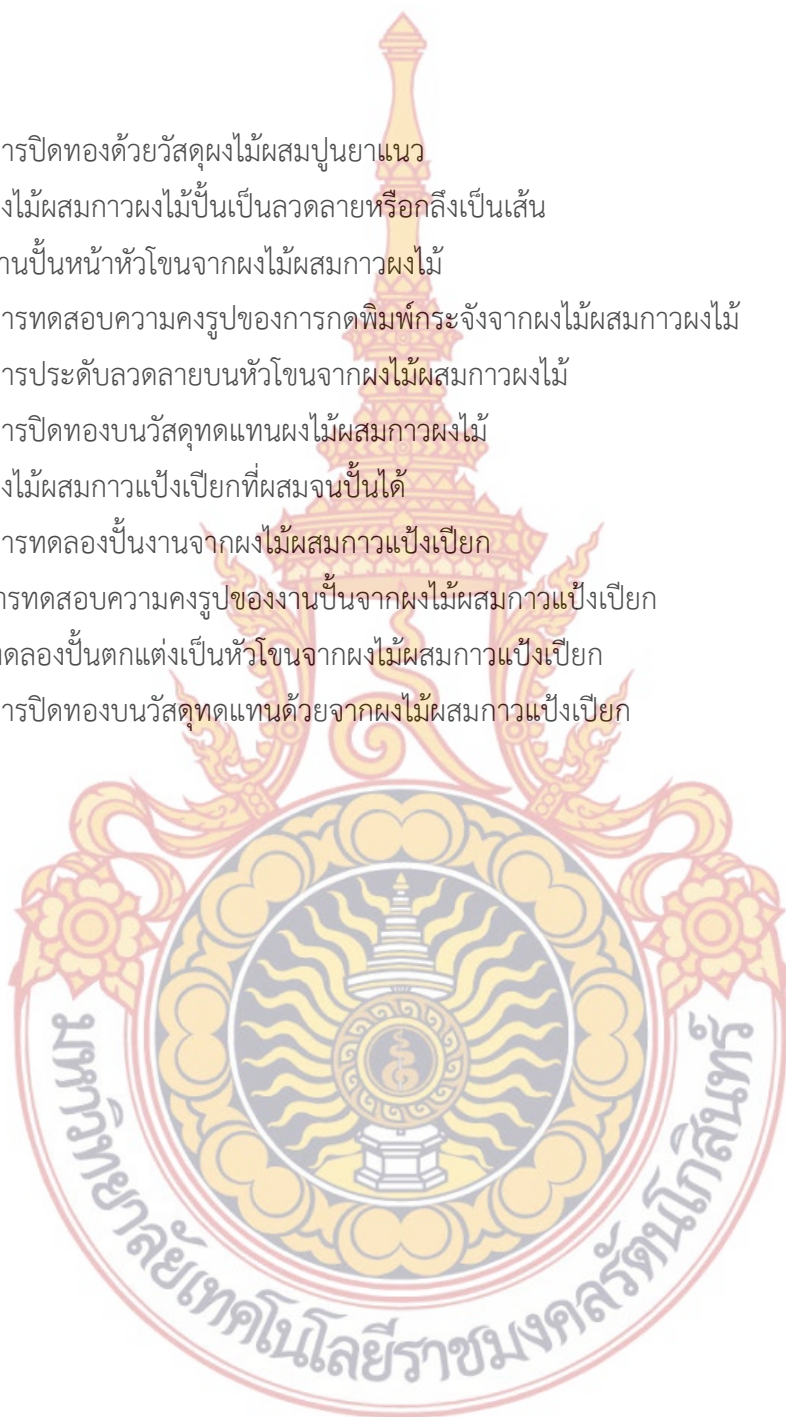 ารปิดทองด้วยวัสดุผงไม้ผสมปูนยาแนว
งไม้ผสมกาวผงไม้ปั้นเป็นลวดลายหรือกลึงเป็นเส้น
านปั้นหน้าหัวโขนจากผงไม้ผสมกาวผงไม้
ารทดสอบความคงรูปของการกดพิมพ์กระจังจากผงไม้ผสมกาวผงไม้
ารประดับลวดลายบนหัวโขนจากผงไม้ผสมกาวผงไม้
ารปิดทองบนวัสดุทดแทนผงไม้ผสมกาวผงไม้
งไม้ผสมกาวแป้งเปียกที่ผสมจนปั้นได้
ารทดลองปั้นงานจากผงไม้ผสมกาวแป้งเปียก
ารทดสอบความคงรูปของงานปั้นจากผงไม้ผสมกาวแป้งเปียก
ทดลองปั้นตกแต่งเป็นหัวโขนจากผงไม้ผสมกาวแป้งเปียก
ารปิดทองบนวัสดุทดแทนด้วยจากผงไม้ผสมกาวแป้งเปียก
มหาวิทยาลัยเทคโนโลยีราชมงคลรัตนโกสินทร์